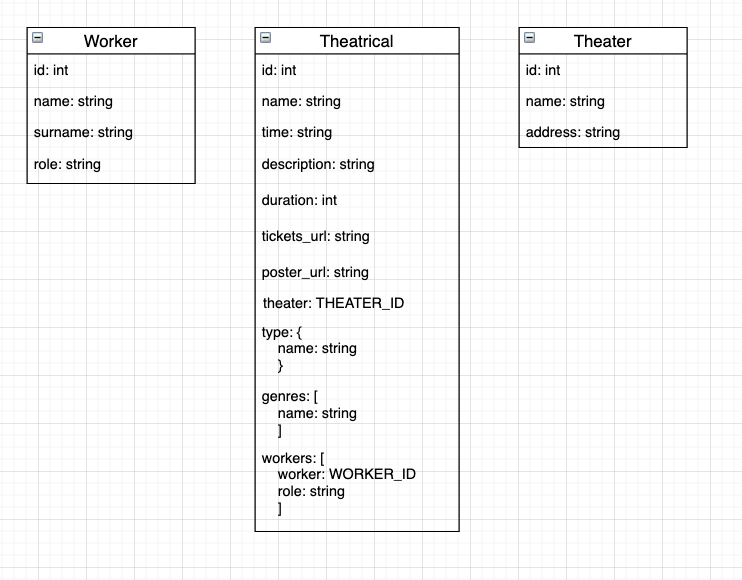 Worker
id: int
name: string
surname: string
role: string
Theatrical
id: int
name: string
time: string
description: string
duration: int
tickets_url: string
poster_url: string
theater: THEATER_ID
type: {
name: string
}
genres: [
name: string
]
workers: [
worker: WORKER_ID
role: string
]
Theater
id: int
name: string
address: string